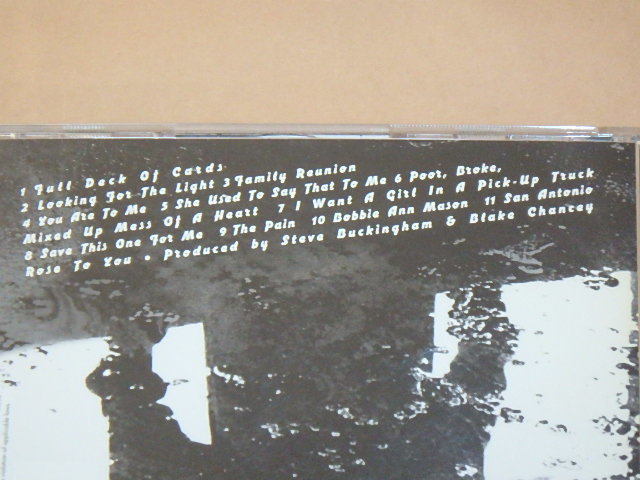 1 Full Deck Of Cards
2 Looking For The Light 3 Family Reunion
4 You Are To Me 5 She Used To Say That To Me 6 Poor, Broke,
Mixed Up Mess Of A Heart 7 I Want A Girl In A Pick-Up Truck
8 Save This One For Me 9 The Pain 10 Bobbie Ann Mason 11 San Antonio
Rose To You • Produced by Steve Buckingham & Blake Chancey